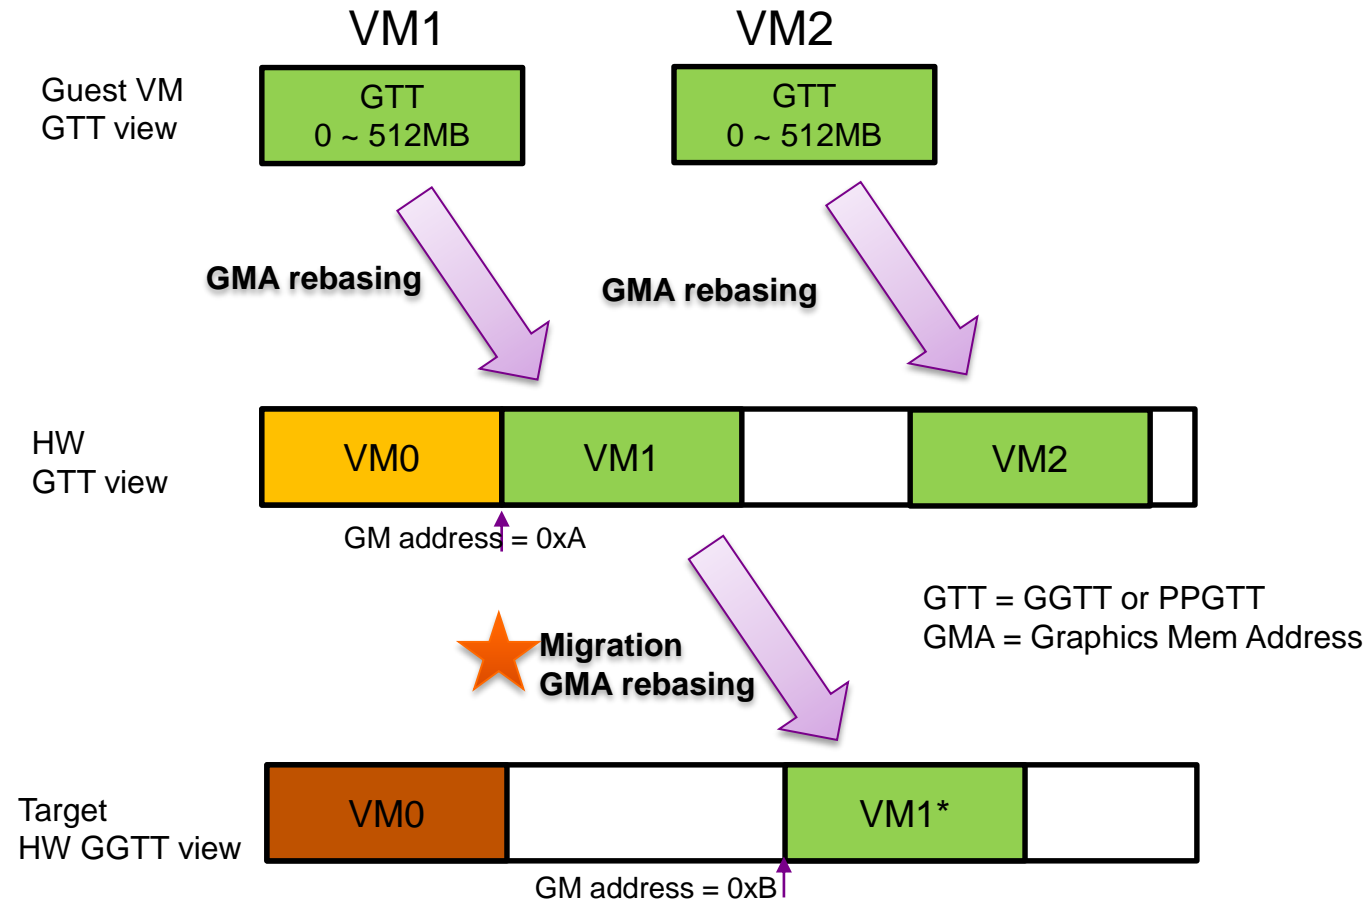 VM1
VM2
Guest VM
GTT view
GTT
0 ~ 512MB
GTT
0 ~ 512MB
GMA rebasing
GMA rebasing
HW
GTT view
VM0
VM1
VM2
GM address = 0xA
GTT = GGTT or PPGTT
GMA = Graphics Mem Address
Migration
GMA rebasing
Target
HW GGTT view
VM0
VM1*
GM address = 0xB